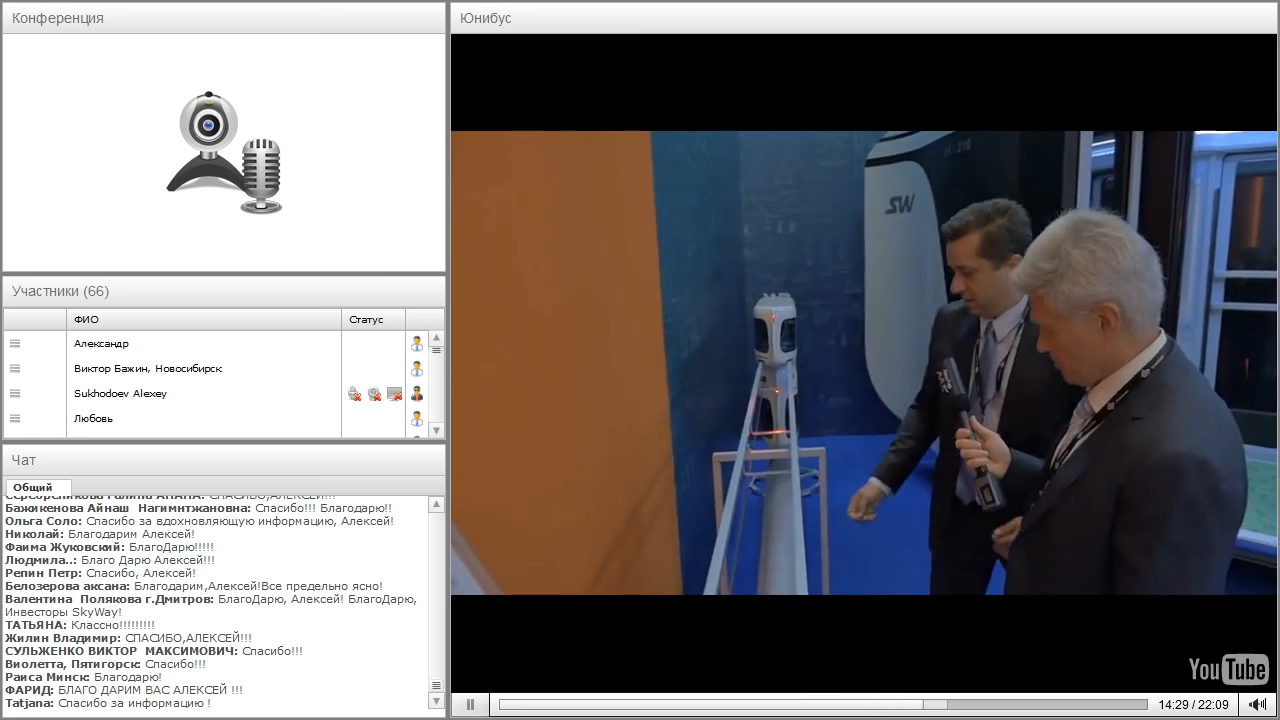 Конференция
Юнибус
Участники (66)
ФИО
Статус
Александр
Виктор Бажин, Новосибирск
Sukhodoev Alexey
Любовь
Чат
Общий
Бажикенова Айнаш Нагимнтжановна: Спасибо!!! Благодарю!!
Ольга Соло: Спасибо за вдохновляющую информацию, Алексей!
Николай: Благодарим Алексей!
Фаима Жуковский: БлагоДарю!!!!!
Людмила..: Благо Дарю Алексей!!!
Репин Петр: Спасибо, Алексей!
Белозерова аксана: Благодарим,Алексей!Все предельно ясно!
Валентина Полякова г.Дмитров: БлагоДарю, Алексей! БлагоДарю,
Инвесторы SkyWay!
ТАТЬЯНА: Классно!!!!!!!!!
Жилин Владимир: СПАСИБО,АЛЕКСЕЙ!!!
СУЛЬЖЕНКО ВИКТОР МАКСИМОВИЧ: Спасибо!!!
Виолетта, Пятигорск: Спасибо!!!
Раиса Минск: Благодарю!
ФАРИД: БЛАГО ДАРИМ ВАС АЛЕКСЕЙ !!!
Tatjana: Спасибо за информацию !
SW
YouTube
14:29 / 22:09